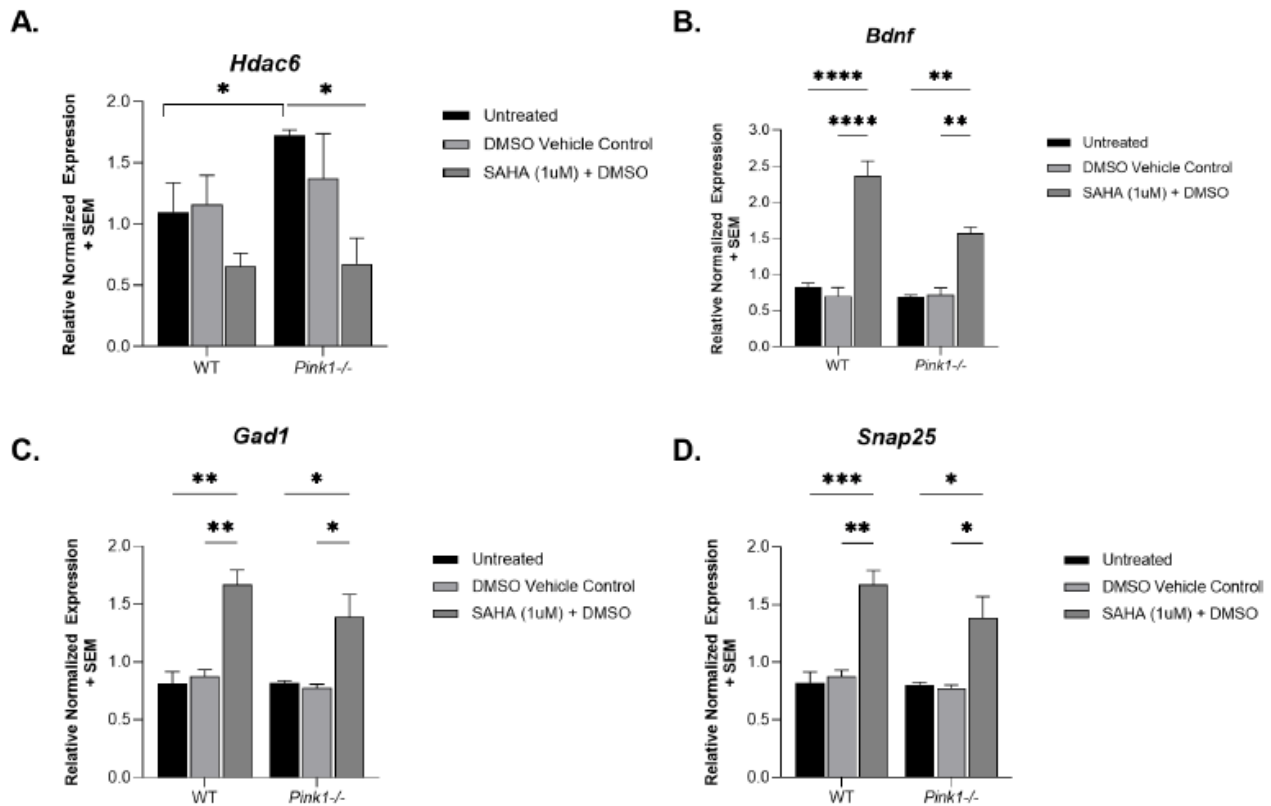 A.
Hdac6
*
*
Relative Normalized Expression
+ SEM
2.0
1.5
1.0
0.5
0.0
WT
Pink1-/-
Untreated
DMSO Vehicle Control
SAHA (1uM) + DMSO
B.
Bdnf
****
**
****
**
Relative Normalized Expression
+ SEM
3.0
2.5
2.0
1.5
1.0
0.5
0.0
WT
Pink1-/-
Untreated
DMSO Vehicle Control
SAHA (1uM) + DMSO
C.
Gad1
**
*
**
*
Relative Normalized Expression
+ SEM
2.0
1.5
1.0
0.5
0.0
WT
Pink1-/-
Untreated
DMSO Vehicle Control
SAHA (1uM) + DMSO
D.
Snap25
***
*
**
*
Relative Normalized Expression
+ SEM
2.0
1.5
1.0
0.5
0.0
WT
Pink1-/-
Untreated
DMSO Vehicle Control
SAHA (1uM) + DMSO